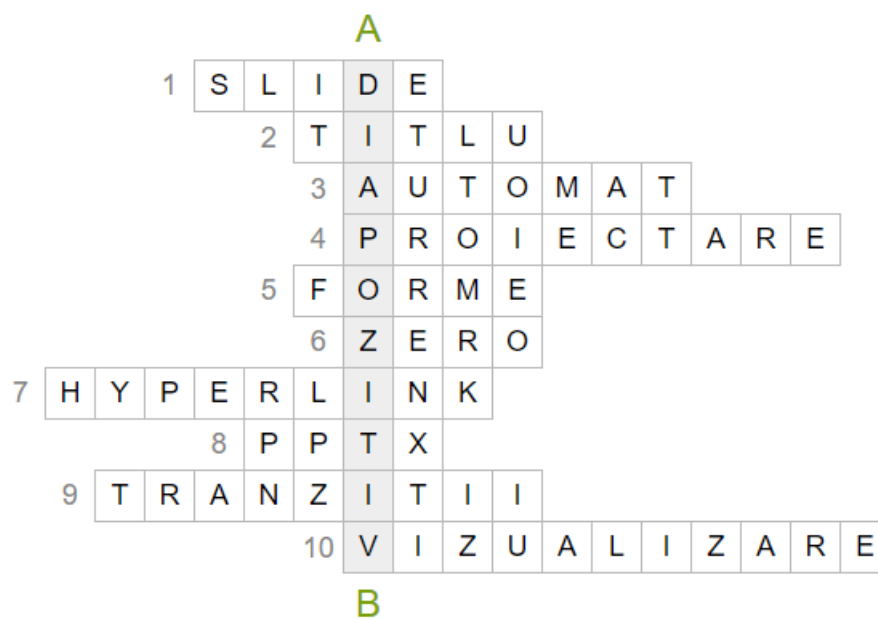 A
1 SLIDE
2 TITLU
3 AUTOMAT
4 PROIECTARE
5 FORME
6 ZERO
7 HYPERLINK
8 PPTX
9 TRANZITII
10 VIZUALIZARE
B